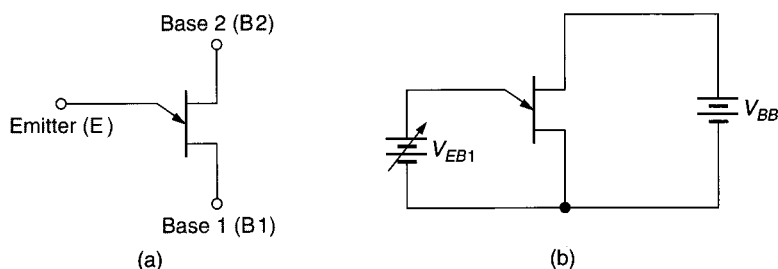 Base 2 (B2)
Emitter (E)
Base 1 (B1)
(a)
V_EB1
V_BB
(b)